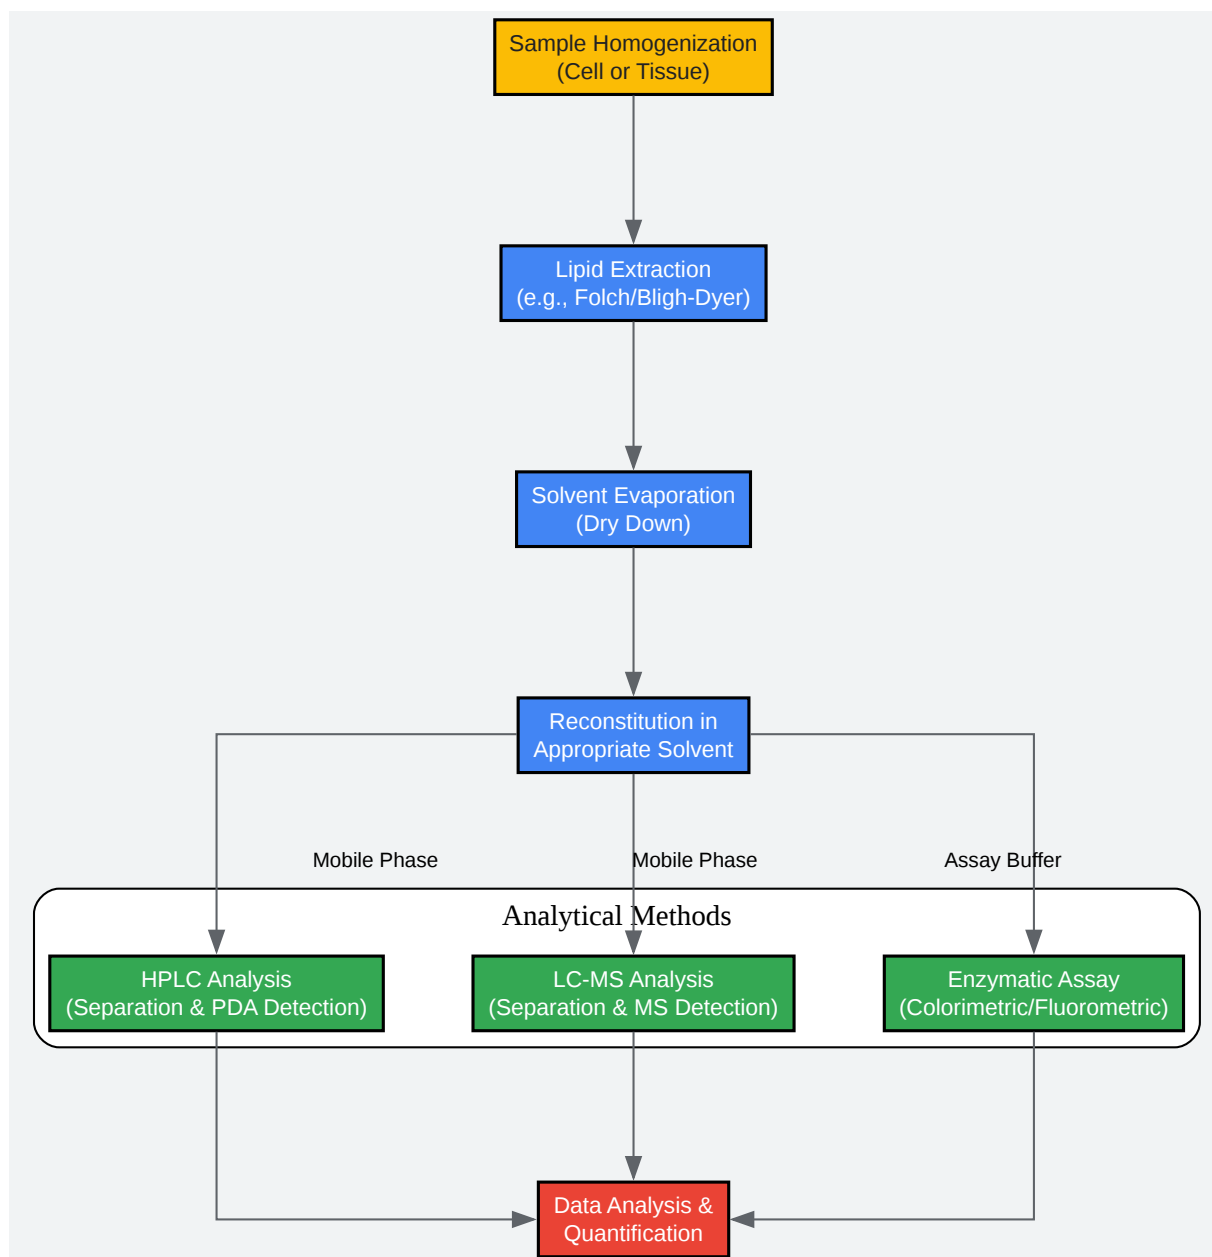 Sample Homogenization
(Cell or Tissue)
Lipid Extraction
(e.g., Folch/Bligh-Dyer)
Solvent Evaporation
(Dry Down)
Reconstitution in
Appropriate Solvent
Mobile Phase
Mobile Phase
Assay Buffer
Analytical Methods
HPLC Analysis
(Separation & PDA Detection)
LC-MS Analysis
(Separation & MS Detection)
Enzymatic Assay
(Colorimetric/Fluorometric)
Data Analysis &
Quantification